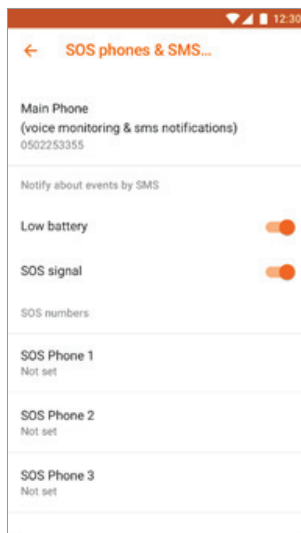 12:30
SOS phones & SMS...
Main Phone
(voice monitoring & sms notifications)
0502253355
Notify about events by SMS
Low battery
SOS signal
SOS numbers
SOS Phone 1
Not set
SOS Phone 2
Not set
SOS Phone 3
Not set